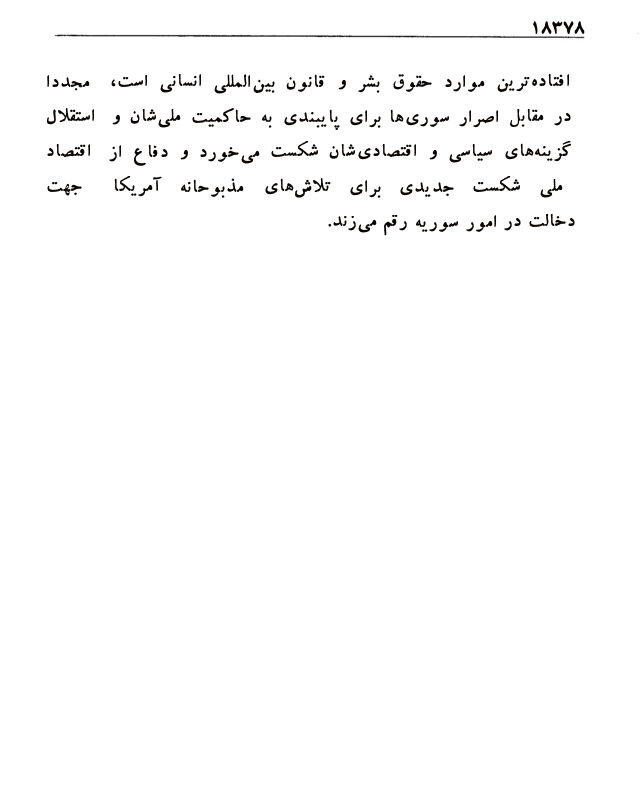 ۱۸۳۷۸
افتاده‌ترین موارد حقوق بشر و قانون بین‌المللی انسانی است، مجددا
در مقابل اصرار سوری‌ها برای پایبندی به حاکمیت ملی‌شان و استقلال
گزینه‌های سیاسی و اقتصادی‌شان شکست می‌خورد و دفاع از اقتصاد
ملی شکست جدیدی برای تلاش‌های مذبوحانه آمریکا جهت
دخالت در امور سوریه رقم می‌زند.